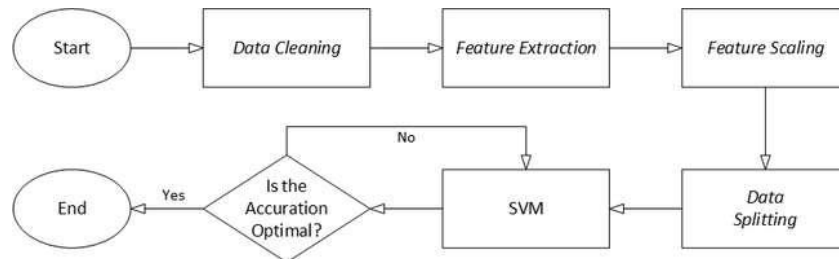 Start
Data Cleaning
Feature Extraction
Feature Scaling
No
Yes
End
Is the
Accuration
Optimal?
SVM
Data
Splitting